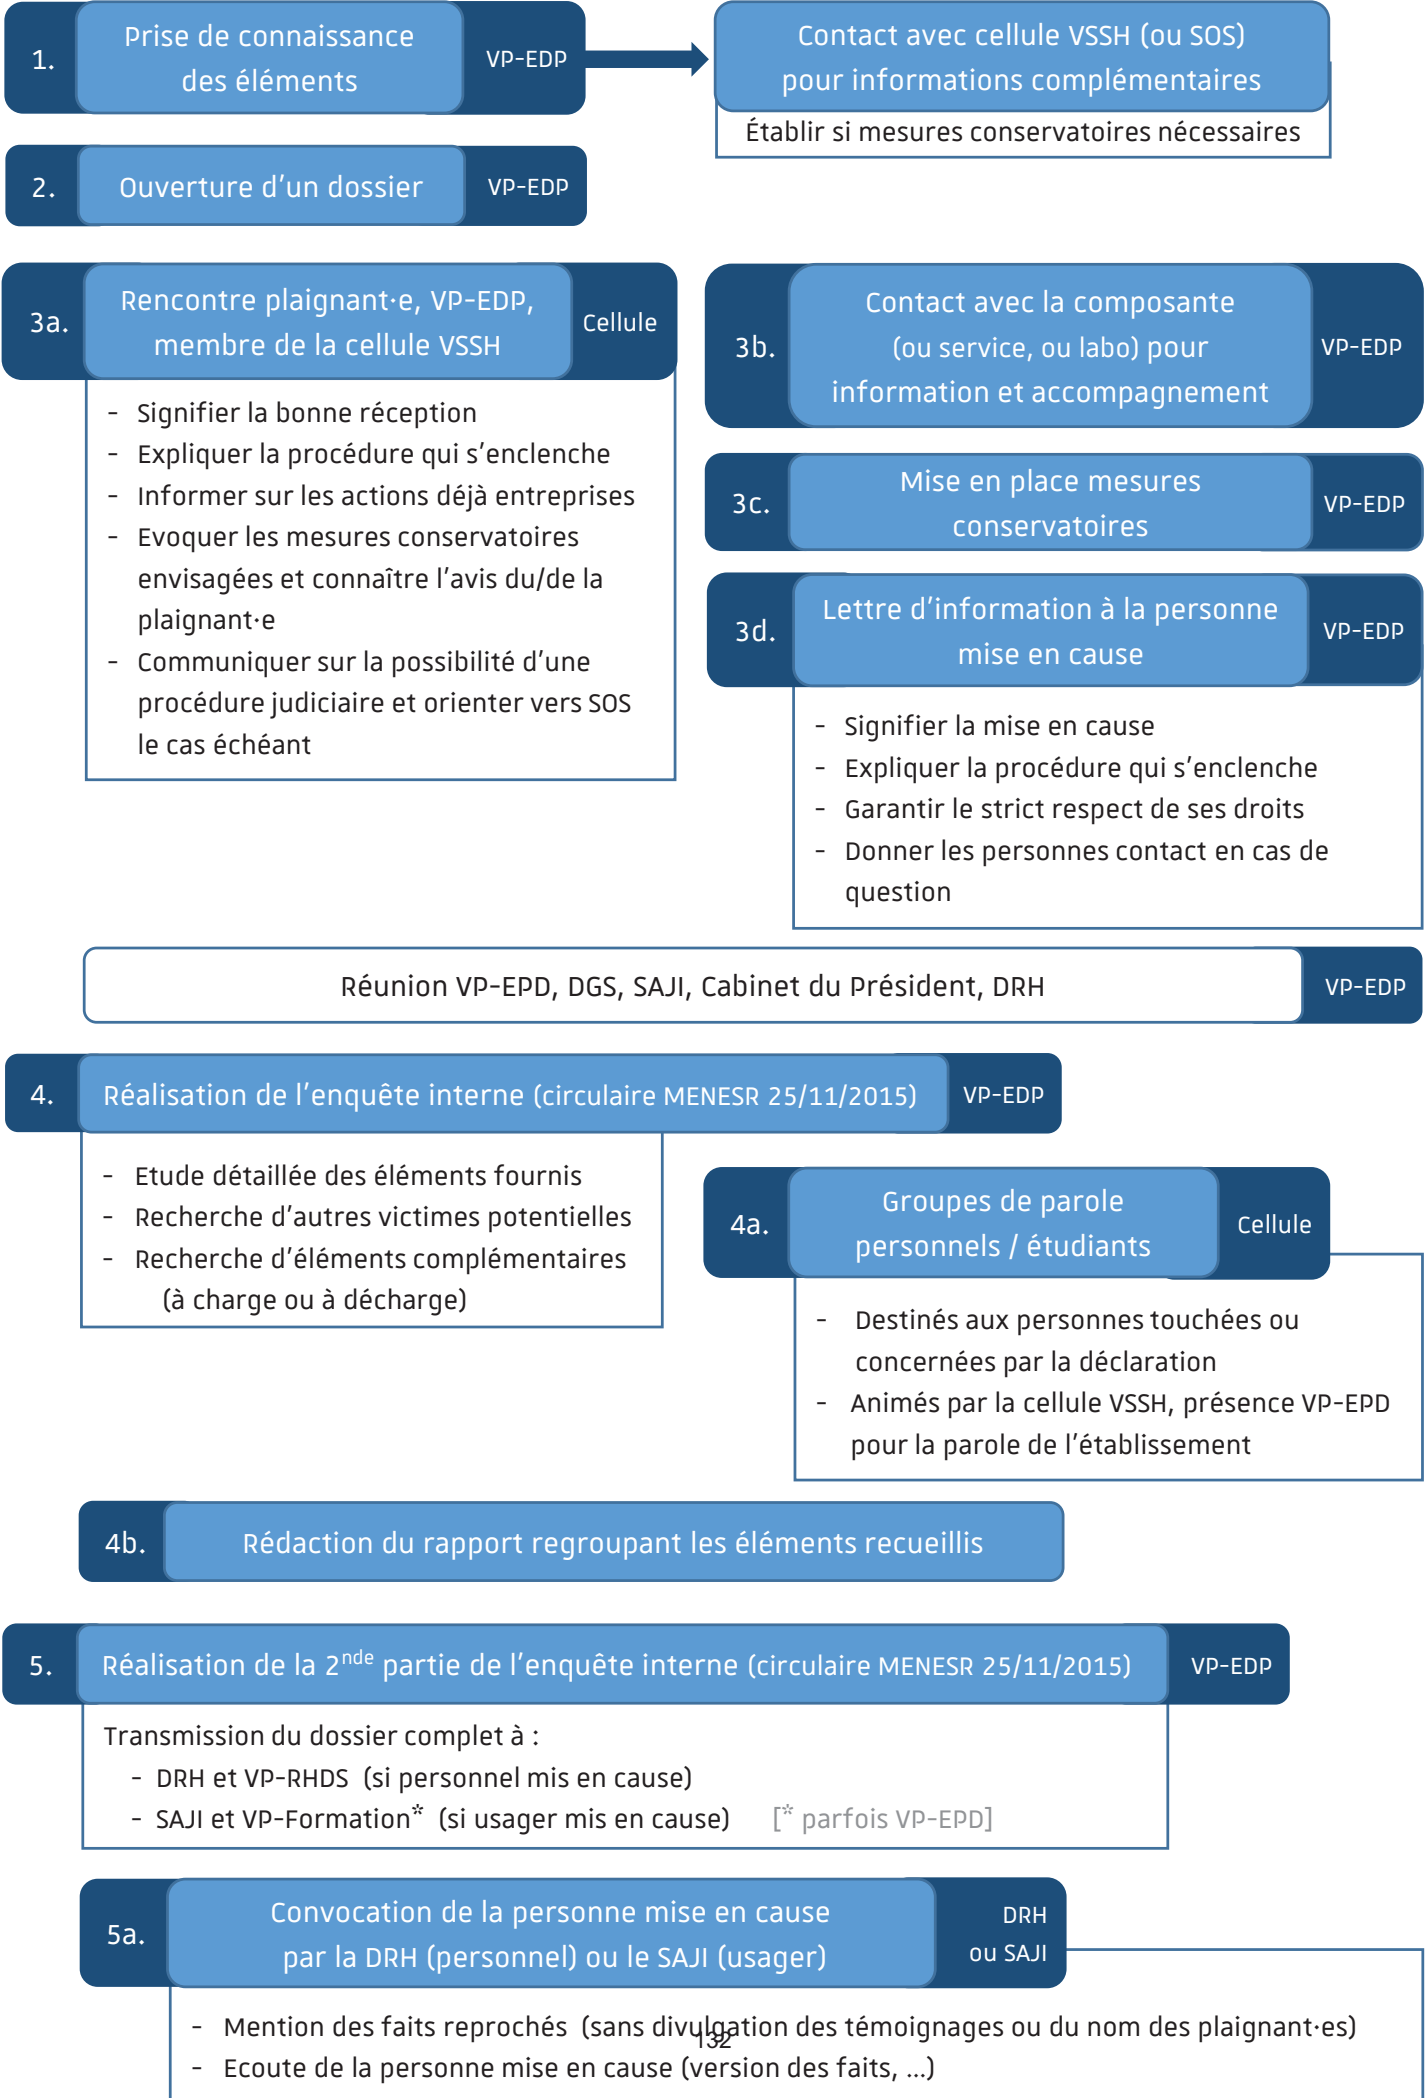 1.
Prise de connaissance
des éléments
VP-EDP
Contact avec cellule VSSH (ou SOS)
pour informations complémentaires
Établir si mesures conservatoires nécessaires
2.
Ouverture d'un dossier
VP-EDP
3a.
Rencontre plaignant·e, VP-EDP,
membre de la cellule VSSH
Cellule
- Signifier la bonne réception
- Expliquer la procédure qui s'enclenche
- Informer sur les actions déjà entreprises
- Evoquer les mesures conservatoires
envisagées et connaître l'avis du/de la
plaignant·e
- Communiquer sur la possibilité d'une
procédure judiciaire et orienter vers SOS
le cas échéant
3b.
Contact avec la composante
(ou service, ou labo) pour
information et accompagnement
VP-EDP
3c.
Mise en place mesures
conservatoires
VP-EDP
3d.
Lettre d'information à la personne
mise en cause
VP-EDP
- Signifier la mise en cause
- Expliquer la procédure qui s'enclenche
- Garantir le strict respect de ses droits
- Donner les personnes contact en cas de
question
Réunion VP-EPD, DGS, SAJI, Cabinet du Président, DRH
VP-EDP
4.
Réalisation de l'enquête interne (circulaire MENESR 25/11/2015)
VP-EDP
- Etude détaillée des éléments fournis
- Recherche d'autres victimes potentielles
- Recherche d'éléments complémentaires
(à charge ou à décharge)
4a.
Groupes de parole
personnels / étudiants
Cellule
- Destinés aux personnes touchées ou
concernées par la déclaration
- Animés par la cellule VSSH, présence VP-EPD
pour la parole de l'établissement
4b.
Rédaction du rapport regroupant les éléments recueillis
5.
Réalisation de la 2nde partie de l'enquête interne (circulaire MENESR 25/11/2015)
VP-EDP
Transmission du dossier complet à :
- DRH et VP-RHDS (si personnel mis en cause)
- SAJI et VP-Formation* (si usager mis en cause) [* parfois VP-EPD]
5a.
Convocation de la personne mise en cause
par la DRH (personnel) ou le SAJI (usager)
DRH
ou SAJI
- Mention des faits reprochés (sans divulgation des témoignages ou du nom des plaignant·es)
132
- Ecoute de la personne mise en cause (version des faits, ...)